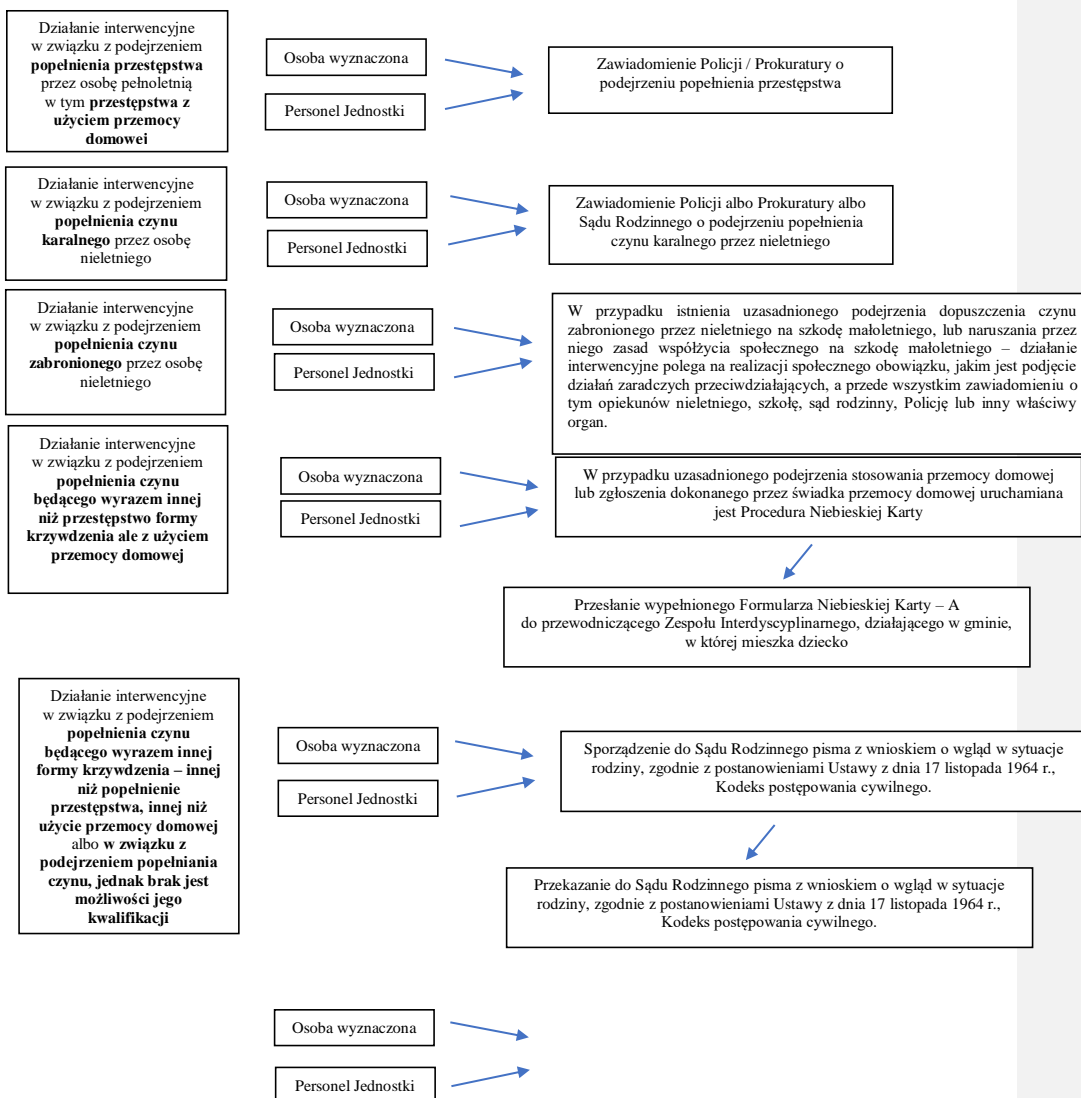 Działanie interwencyjne
w związku z podejrzeniem
popełnienia przestępstwa
przez osobę pełnoletnią
w tym przestępstwa z
użyciem przemocy
domowej
Osoba wyznaczona
Personel Jednostki
Zawiadomienie Policji / Prokuratury o
podejrzeniu popełnienia przestępstwa
Działanie interwencyjne
w związku z podejrzeniem
popełnienia czynu
karalnego przez osobę
nieletniego
Osoba wyznaczona
Personel Jednostki
Zawiadomienie Policji albo Prokuratury albo
Sądu Rodzinnego o podejrzeniu popełnienia
czynu karalnego przez nieletniego
Działanie interwencyjne
w związku z podejrzeniem
popełnienia czynu
zabronionego przez osobę
nieletniego
Osoba wyznaczona
Personel Jednostki
W przypadku istnienia uzasadnionego podejrzenia dopuszczenia czynu
zabronionego przez nieletniego na szkodę małoletniego, lub naruszania przez
niego zasad współżycia społecznego na szkodę małoletniego – działanie
interwencyjne polega na realizacji społecznego obowiązku, jakim jest podjęcie
działań zaradczych przeciwdziałających, a przede wszystkim zawiadomieniu o
tym opiekunów nieletniego, szkołę, sąd rodzinny, Policję lub inny właściwy
organ.
Działanie interwencyjne
w związku z podejrzeniem
popełnienia czynu
będącego wyrazem innej
niż przestępstwo formy
krzywdzenia ale z użyciem
przemocy domowej
Osoba wyznaczona
Personel Jednostki
W przypadku uzasadnionego podejrzenia stosowania przemocy domowej
lub zgłoszenia dokonanego przez świadka przemocy domowej uruchamiana
jest Procedura Niebieskiej Karty
Przesłanie wypełnionego Formularza Niebieskiej Karty – A
do przewodniczącego Zespołu Interdyscyplinarnego, działającego w gminie,
w której mieszka dziecko
Działanie interwencyjne
w związku z podejrzeniem
popełnienia czynu
będącego wyrazem innej
formy krzywdzenia – innej
niż popełnienie
przestępstwa, innej niż
użycie przemocy domowej
albo w związku z
podejrzeniem popełniania
czynu, jednak brak jest
możliwości jego
kwalifikacji
Osoba wyznaczona
Personel Jednostki
Sporządzenie do Sądu Rodzinnego pisma z wnioskiem o wgląd w sytuacje
rodziny, zgodnie z postanowieniami Ustawy z dnia 17 listopada 1964 r.,
Kodeks postępowania cywilnego.
Przekazanie do Sądu Rodzinnego pisma z wnioskiem o wgląd w sytuacje
rodziny, zgodnie z postanowieniami Ustawy z dnia 17 listopada 1964 r.,
Kodeks postępowania cywilnego.
Osoba wyznaczona
Personel Jednostki